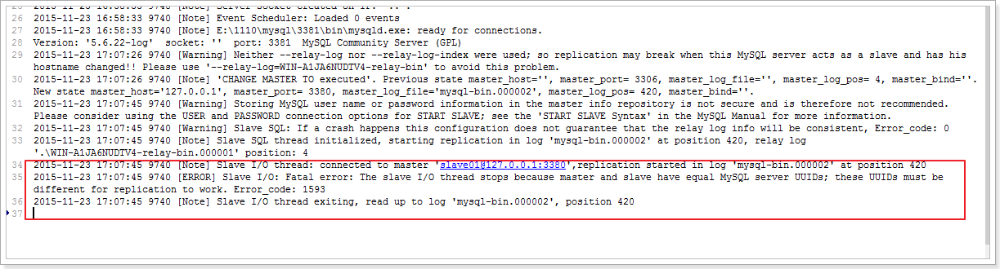 26 2015-11-23 16:58:33 9740 [Note] Event Scheduler: Loaded 0 events
27 2015-11-23 16:58:33 9740 [Note] E:\1110\mysql\3381\bin\mysqld.exe: ready for connections.
28 Version: '5.6.22-log'  socket: ''  port: 3381  MySQL Community Server (GPL)
29 2015-11-23 17:07:26 9740 [Warning] Neither --relay-log nor --relay-log-index were used; so replication may break when this MySQL server acts as a slave and has his
hostname changed!! Please use '--relay-log=WIN-A1JA6NUDTV4-relay-bin' to avoid this problem.
30 2015-11-23 17:07:26 9740 [Note] 'CHANGE MASTER TO executed'. Previous state master_host='', master_port= 3306, master_log_file='', master_log_pos= 4, master_bind=''.
New state master_host='127.0.0.1', master_port= 3380, master_log_file='mysql-bin.000002', master_log_pos= 420, master_bind=''.
31 2015-11-23 17:07:45 9740 [Warning] Storing MySQL user name or password information in the master info repository is not secure and is therefore not recommended.
Please consider using the USER and PASSWORD connection options for START SLAVE; see the 'START SLAVE Syntax' in the MySQL Manual for more information.
32 2015-11-23 17:07:45 9740 [Warning] Slave SQL: If a crash happens this configuration does not guarantee that the relay log info will be consistent, Error_code: 0
33 2015-11-23 17:07:45 9740 [Note] Slave SQL thread initialized, starting replication in log 'mysql-bin.000002' at position 420, relay log
'.\WIN-A1JA6NUDTV4-relay-bin.000001' position: 4
34 2015-11-23 17:07:45 9740 [Note] Slave I/O thread: connected to master 'slave01@127.0.0.1:3380',replication started in log 'mysql-bin.000002' at position 420
35 2015-11-23 17:07:45 9740 [ERROR] Slave I/O: Fatal error: The slave I/O thread stops because master and slave have equal MySQL server UUIDs; these UUIDs must be
different for replication to work. Error_code: 1593
36 2015-11-23 17:07:45 9740 [Note] Slave I/O thread exiting, read up to log 'mysql-bin.000002', position 420
37